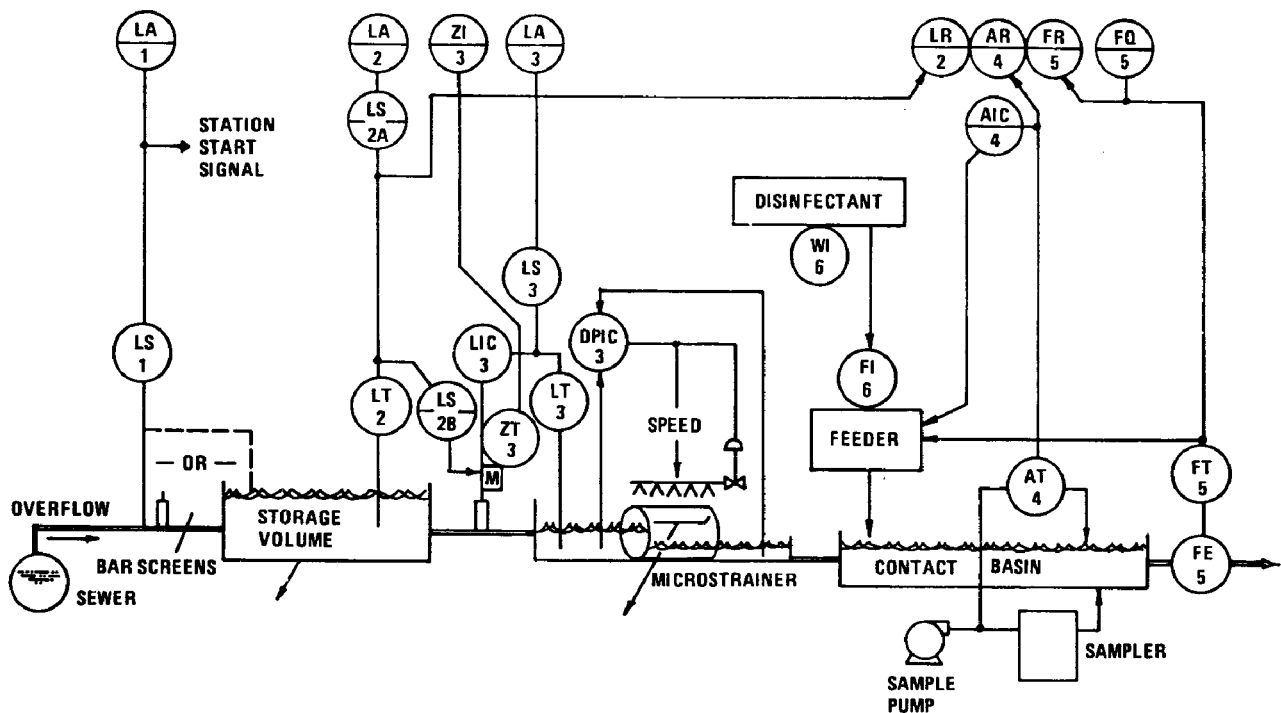 LA
1
LA
2
ZI
3
LA
3
LR
2
AR
4
FR
5
FQ
5
LS
2A
AIC
4
STATION
START
SIGNAL
DISINFECTANT
WI
6
LS
3
DPIC
3
LS
1
LIC
3
FI
6
LT
2
LS
2B
LT
3
ZT
3
SPEED
FEEDER
— OR —
M
AT
4
FT
5
OVERFLOW
STORAGE
VOLUME
BAR SCREENS
SEWER
MICROSTRAINER
CONTACT BASIN
FE
5
SAMPLER
SAMPLE
PUMP